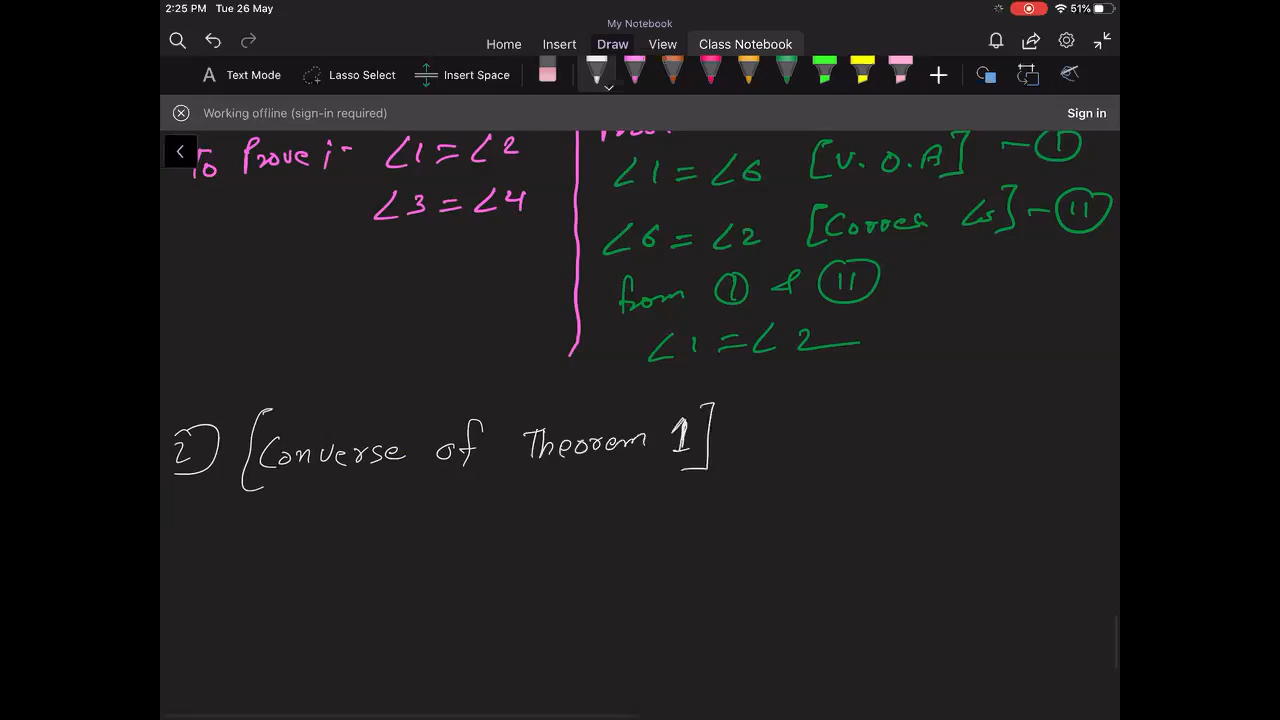 2:25 PM Tue 26 May
51%
My Notebook
Home Insert Draw View Class Notebook
Text Mode Lasso Select Insert Space
Working offline (sign-in required) Sign in
To Prove :- ∠1 = ∠2
∠3 = ∠4
∠1 = ∠6 [V. O. A] - (I)
∠6 = ∠2 [Corres ∠s] - (II)
from (I) & (II)
∠1 = ∠2
2) [Converse of Theorem 1]